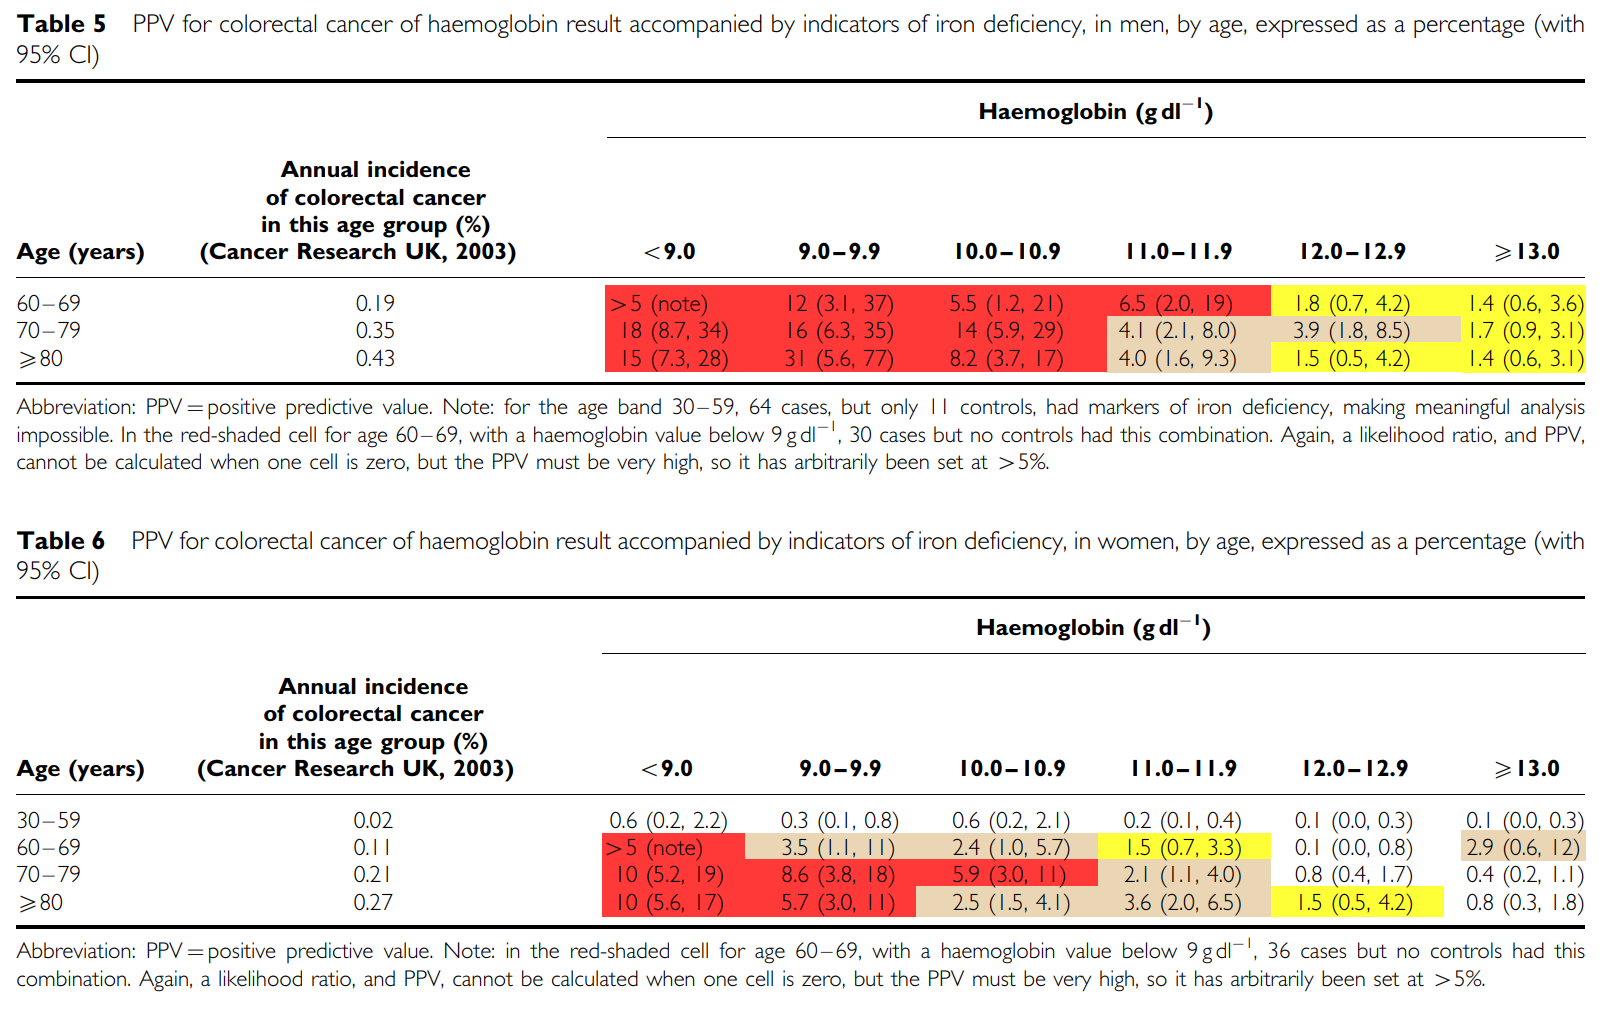 Table 5 PPV for colorectal cancer of haemoglobin result accompanied by indicators of iron deficiency, in men, by age, expressed as a percentage (with
95% CI)
Haemoglobin (g dl⁻¹)
Annual incidence
of colorectal cancer
in this age group (%)
Age (years) (Cancer Research UK, 2003) <9.0 9.0–9.9 10.0–10.9 11.0–11.9 12.0–12.9 ⩾13.0
60–69 0.19 >5 (note) 12 (3.1, 37) 5.5 (1.2, 21) 6.5 (2.0, 19) 1.8 (0.7, 4.2) 1.4 (0.6, 3.6)
70–79 0.35 18 (8.7, 34) 16 (6.3, 35) 14 (5.9, 29) 4.1 (2.1, 8.0) 3.9 (1.8, 8.5) 1.7 (0.9, 3.1)
⩾80 0.43 15 (7.3, 28) 31 (5.6, 77) 8.2 (3.7, 17) 4.0 (1.6, 9.3) 1.5 (0.5, 4.2) 1.4 (0.6, 3.1)
Abbreviation: PPV = positive predictive value. Note: for the age band 30–59, 64 cases, but only 11 controls, had markers of iron deficiency, making meaningful analysis
impossible. In the red-shaded cell for age 60–69, with a haemoglobin value below 9 g dl⁻¹, 30 cases but no controls had this combination. Again, a likelihood ratio, and PPV,
cannot be calculated when one cell is zero, but the PPV must be very high, so it has arbitrarily been set at >5%.
Table 6 PPV for colorectal cancer of haemoglobin result accompanied by indicators of iron deficiency, in women, by age, expressed as a percentage (with
95% CI)
Haemoglobin (g dl⁻¹)
Annual incidence
of colorectal cancer
in this age group (%)
Age (years) (Cancer Research UK, 2003) <9.0 9.0–9.9 10.0–10.9 11.0–11.9 12.0–12.9 ⩾13.0
30–59 0.02 0.6 (0.2, 2.2) 0.3 (0.1, 0.8) 0.6 (0.2, 2.1) 0.2 (0.1, 0.4) 0.1 (0.0, 0.3) 0.1 (0.0, 0.3)
60–69 0.11 >5 (note) 3.5 (1.1, 11) 2.4 (1.0, 5.7) 1.5 (0.7, 3.3) 0.1 (0.0, 0.8) 2.9 (0.6, 12)
70–79 0.21 10 (5.2, 19) 8.6 (3.8, 18) 5.9 (3.0, 11) 2.1 (1.1, 4.0) 0.8 (0.4, 1.7) 0.4 (0.2, 1.1)
⩾80 0.27 10 (5.6, 17) 5.7 (3.0, 11) 2.5 (1.5, 4.1) 3.6 (2.0, 6.5) 1.5 (0.5, 4.2) 0.8 (0.3, 1.8)
Abbreviation: PPV = positive predictive value. Note: in the red-shaded cell for age 60–69, with a haemoglobin value below 9 g dl⁻¹, 36 cases but no controls had this
combination. Again, a likelihood ratio, and PPV, cannot be calculated when one cell is zero, but the PPV must be very high, so it has arbitrarily been set at >5%.